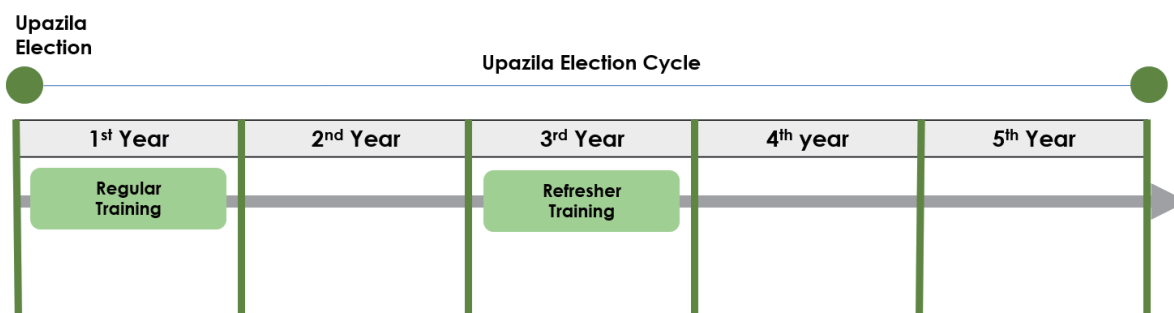 Upazila
Election
Upazila Election Cycle
1st Year
2nd Year
3rd Year
4th year
5th Year
Regular
Training
Refresher
Training